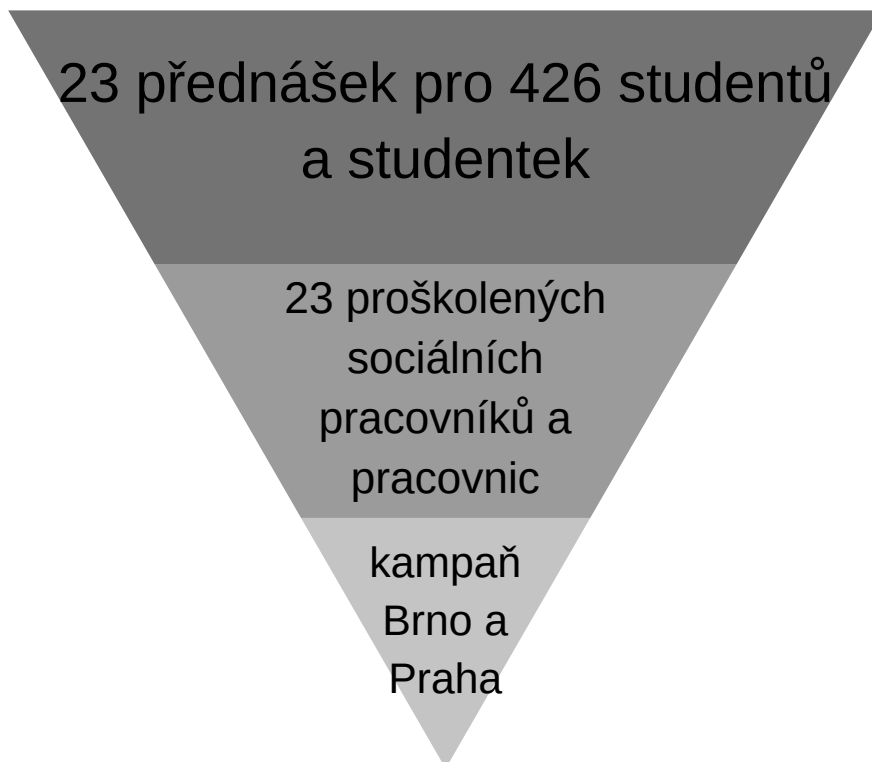 23 přednášek pro 426 studentů
a studentek
23 proškolených
sociálních
pracovníků a
pracovnic
kampaň
Brno a
Praha